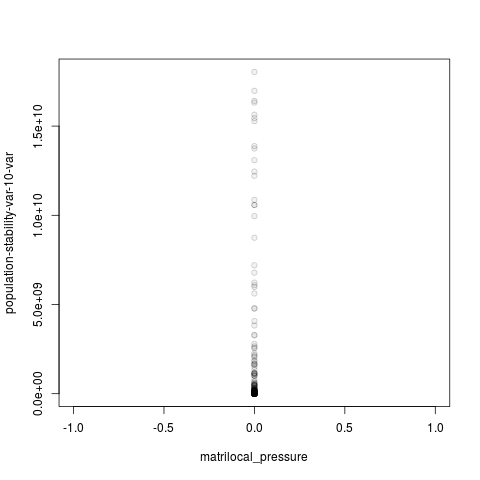 1.5e+10
1.0e+10
5.0e+09
0.0e+00
population-stability-var-10-var
-1.0 -0.5 0.0 0.5 1.0
matrilocal_pressure